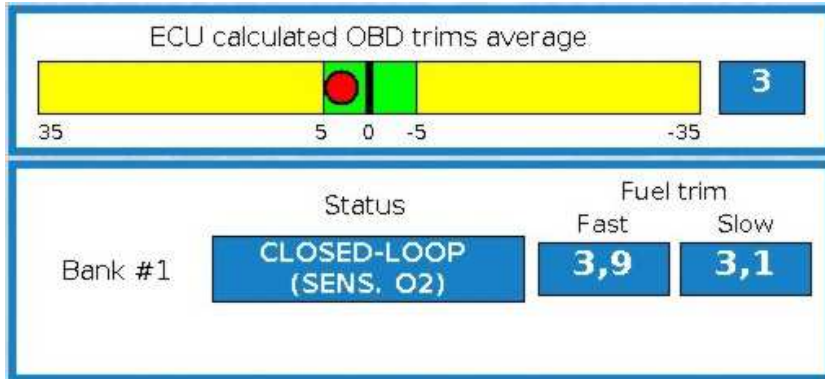 ECU calculated OBD trims average
3
35 5 0 -5 -35
Fuel trim
Status
Fast Slow
Bank #1
CLOSED-LOOP
(SENS. O2)
3,9 3,1